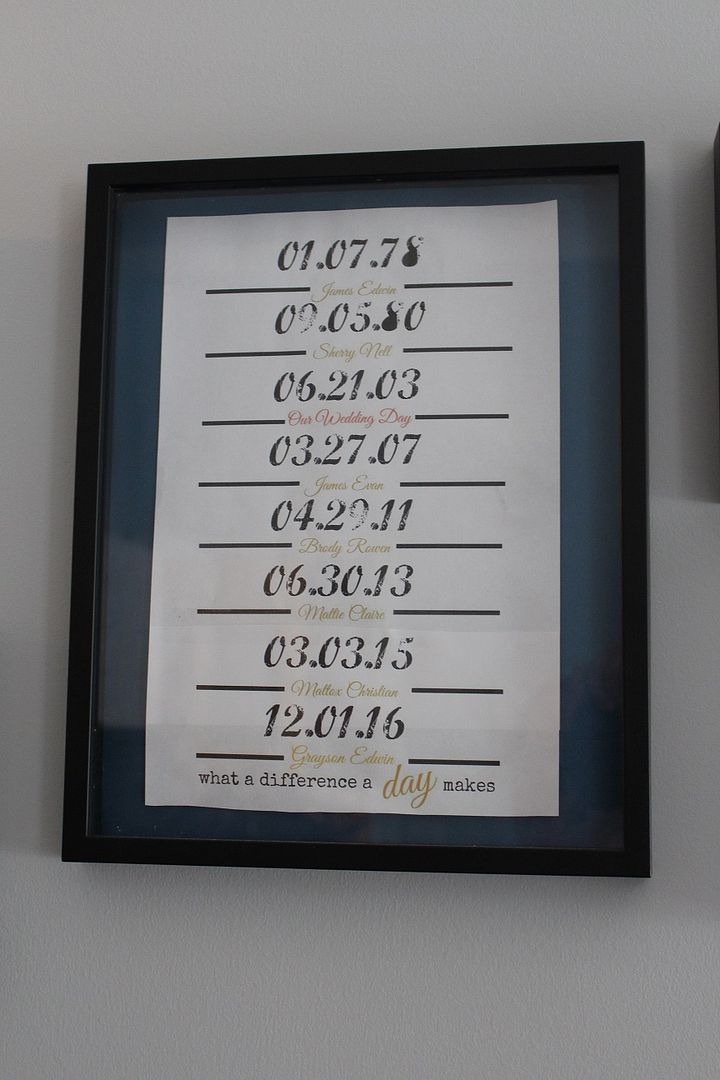 01.07.78
James Edwin
09.05.80
Sherry Nell
06.21.03
Our Wedding Day
03.27.07
James Evan
04.29.11
Brody Rowen
06.30.13
Mattie Claire
03.03.15
Mattox Christian
12.01.16
Grayson Edwin
what a difference a day makes